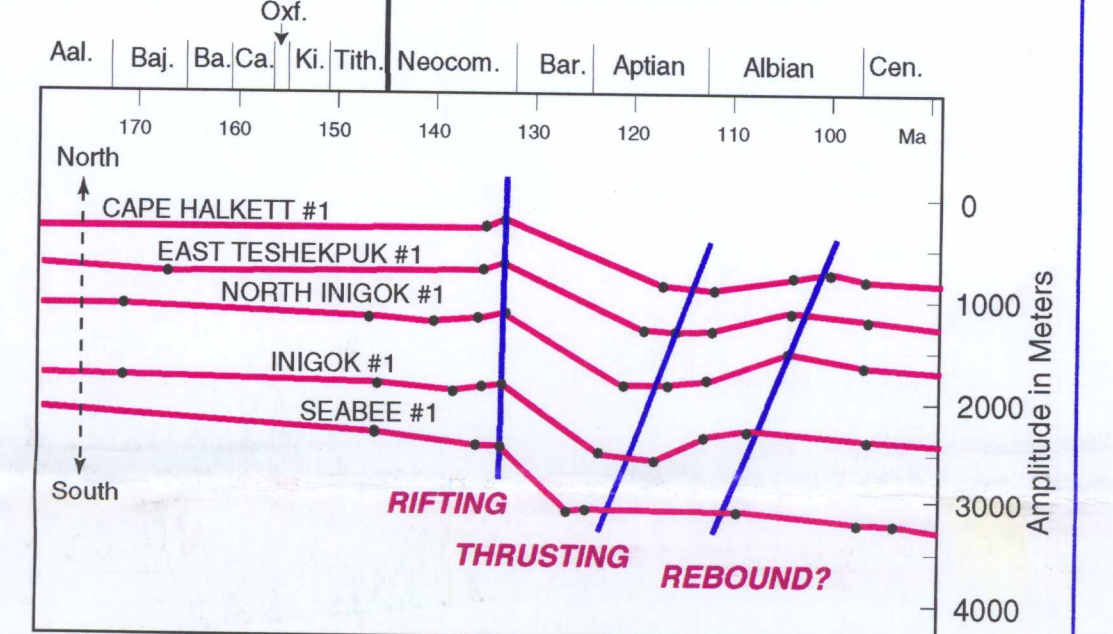 Oxf.
Aal. Baj. Ba. Ca. Ki. Tith. Neocom. Bar. Aptian Albian Cen.
170 160 150 140 130 120 110 100 Ma
North
CAPE HALKETT #1
0
EAST TESHEKPUK #1
NORTH INIGOK #1
1000
INIGOK #1
SEABEE #1
2000
South
RIFTING
3000
THRUSTING
REBOUND?
4000
Amplitude in Meters